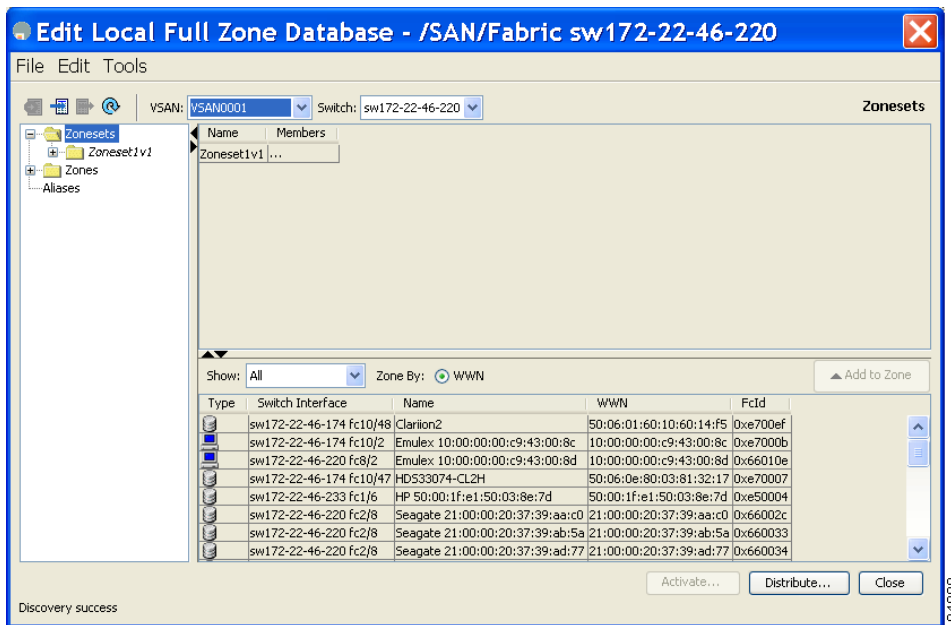 Edit Local Full Zone Database - /SAN/Fabric sw172-22-46-220
File Edit Tools
VSAN: VSAN0001 Switch: sw172-22-46-220 Zonesets
Zonesets
Zoneset1v1
Zones
Aliases
Name Members
Zoneset1v1 ...
Show: All Zone By: WWN Add to Zone
Type Switch Interface Name WWN FcId
sw172-22-46-174 fc10/48 Clariion2 50:06:01:60:10:60:14:f5 0xe700ef
sw172-22-46-174 fc10/2 Emulex 10:00:00:00:c9:43:00:8c 10:00:00:00:c9:43:00:8c 0xe7000b
sw172-22-46-220 fc8/2 Emulex 10:00:00:00:c9:43:00:8d 10:00:00:00:c9:43:00:8d 0x66010e
sw172-22-46-174 fc10/47 HDS33074-CL2H 50:06:0e:80:03:81:32:17 0xe70007
sw172-22-46-233 fc1/6 HP 50:00:1f:e1:50:03:8e:7d 50:00:1f:e1:50:03:8e:7d 0xe50004
sw172-22-46-220 fc2/8 Seagate 21:00:00:20:37:39:aa:c0 21:00:00:20:37:39:aa:c0 0x66002c
sw172-22-46-220 fc2/8 Seagate 21:00:00:20:37:39:ab:5a 21:00:00:20:37:39:ab:5a 0x660033
sw172-22-46-220 fc2/8 Seagate 21:00:00:20:37:39:ad:77 21:00:00:20:37:39:ad:77 0x660034
Activate... Distribute... Close
Discovery success